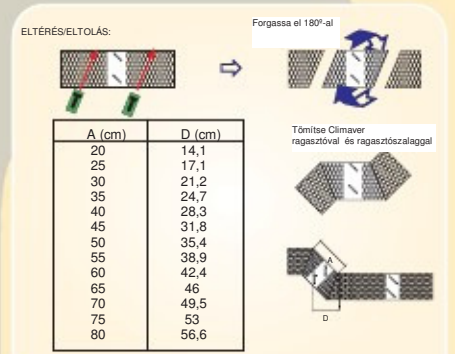 ELTÉRÉS/ELTOLÁS:
Forgassa el 180º-al
A (cm) D (cm)
20 14,1
25 17,1
30 21,2
35 24,7
40 28,3
45 31,8
50 35,4
55 38,9
60 42,4
65 46
70 49,5
75 53
80 56,6
Tömítse Climaver
ragasztóval és ragasztószalaggal
A
D